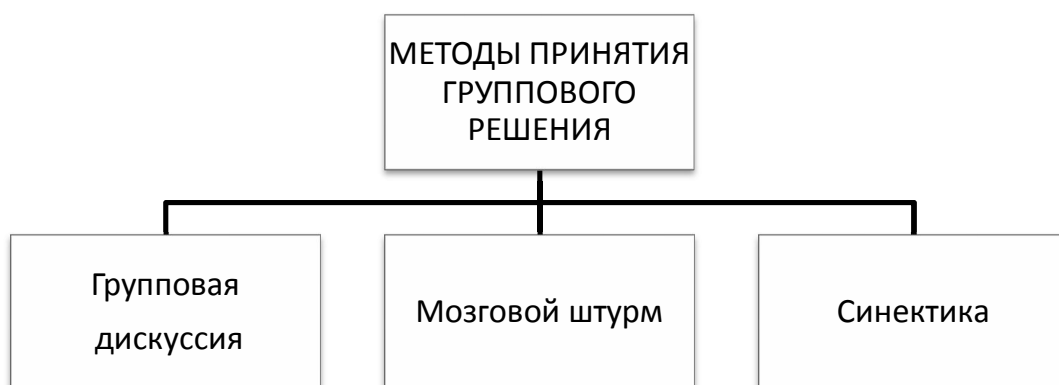 МЕТОДЫ ПРИНЯТИЯ
ГРУППОВОГО
РЕШЕНИЯ
Групповая
дискуссия
Мозговой штурм
Синектика